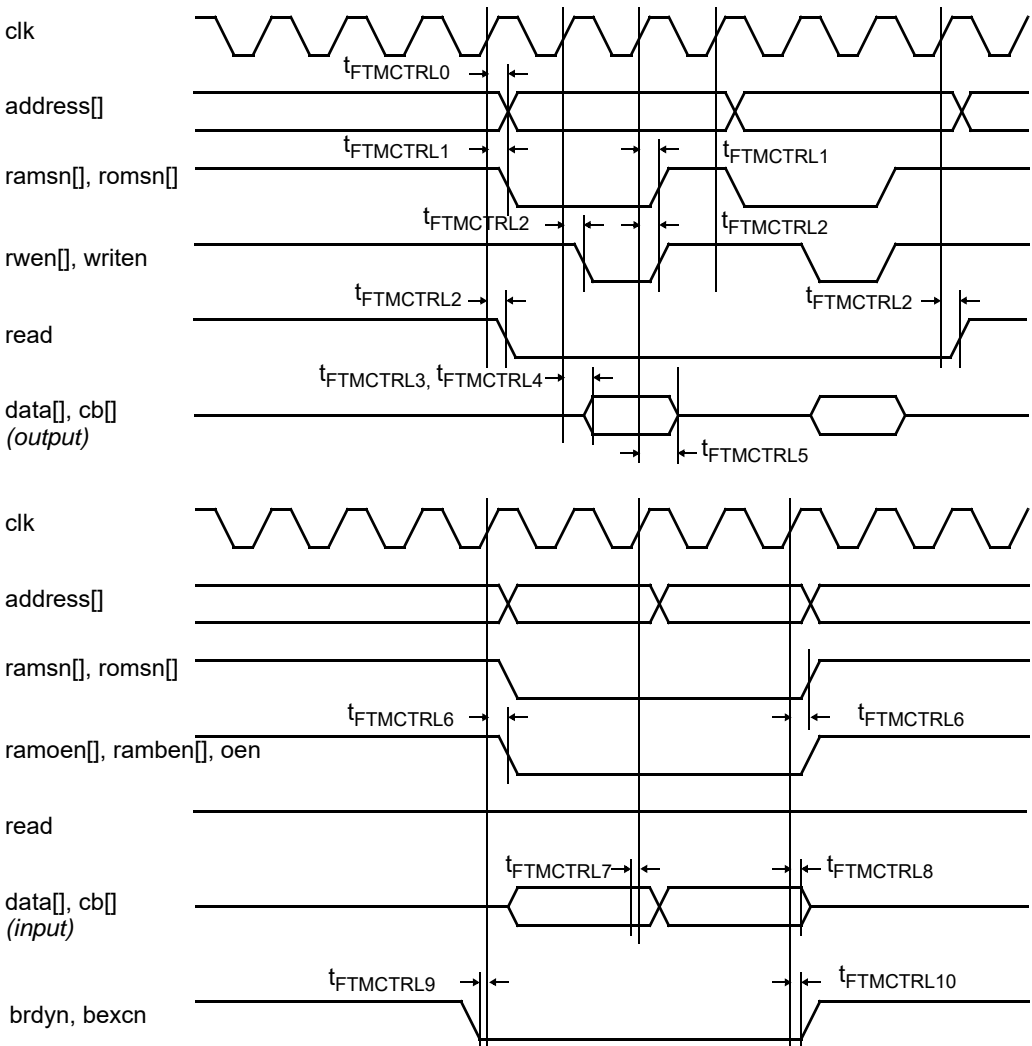 clk
tFTMCTRL0
address[]
tFTMCTRL1 tFTMCTRL1
ramsn[], romsn[]
tFTMCTRL2 tFTMCTRL2
rwen[], writen
tFTMCTRL2 tFTMCTRL2
read
tFTMCTRL3, tFTMCTRL4
data[], cb[]
(output)
tFTMCTRL5
clk
address[]
ramsn[], romsn[]
tFTMCTRL6 tFTMCTRL6
ramoen[], ramben[], oen
read
tFTMCTRL7 tFTMCTRL8
data[], cb[]
(input)
tFTMCTRL9 tFTMCTRL10
brdyn, bexcn